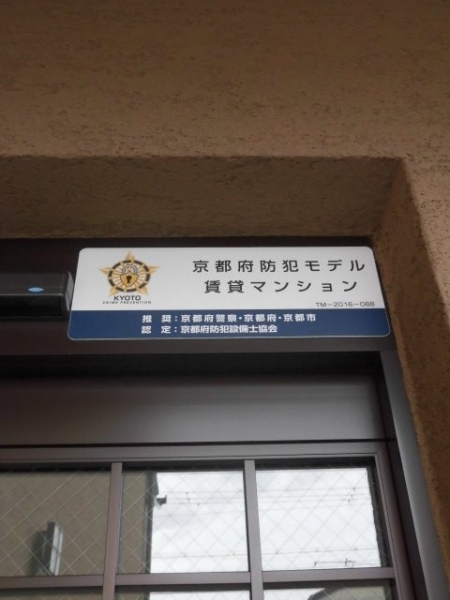 京都府防犯モデル
賃貸マンション
KYOTO
CRIME PREVENTION
TM-2016-088
推奨:京都府警察・京都府・京都市
認定:京都府防犯設備士協会